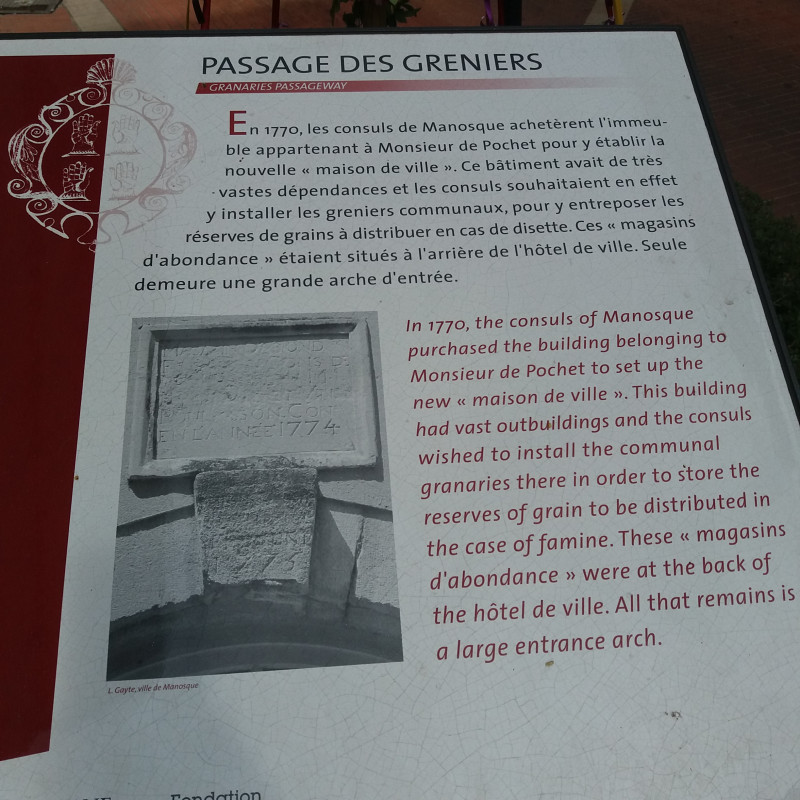 PASSAGE DES GRENIERS
GRANARIES PASSAGEWAY
En 1770, les consuls de Manosque achetèrent l'immeu-
ble appartenant à Monsieur de Pochet pour y établir la
nouvelle « maison de ville ». Ce bâtiment avait de très
vastes dépendances et les consuls souhaitaient en effet
y installer les greniers communaux, pour y entreposer les
réserves de grains à distribuer en cas de disette. Ces « magasins
d'abondance » étaient situés à l'arrière de l'hôtel de ville. Seule
demeure une grande arche d'entrée.
In 1770, the consuls of Manosque
purchased the building belonging to
Monsieur de Pochet to set up the
new « maison de ville ». This building
had vast outbuildings and the consuls
wished to install the communal
granaries there in order to store the
reserves of grain to be distributed in
the case of famine. These « magasins
d'abondance » were at the back of
the hôtel de ville. All that remains is
a large entrance arch.
EN L'ANNEE 1774
1773
L. Gayte, ville de Manosque
Fondation